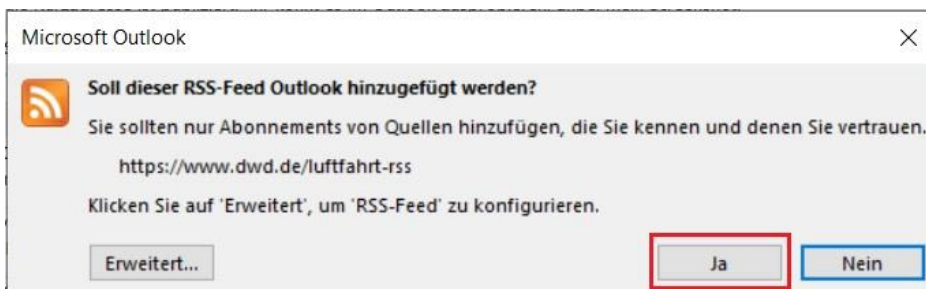 Microsoft Outlook
Soll dieser RSS-Feed Outlook hinzugefügt werden?
Sie sollten nur Abonnements von Quellen hinzufügen, die Sie kennen und denen Sie vertrauen.
https://www.dwd.de/luftfahrt-rss
Klicken Sie auf 'Erweitert', um 'RSS-Feed' zu konfigurieren.
Erweitert... Ja Nein